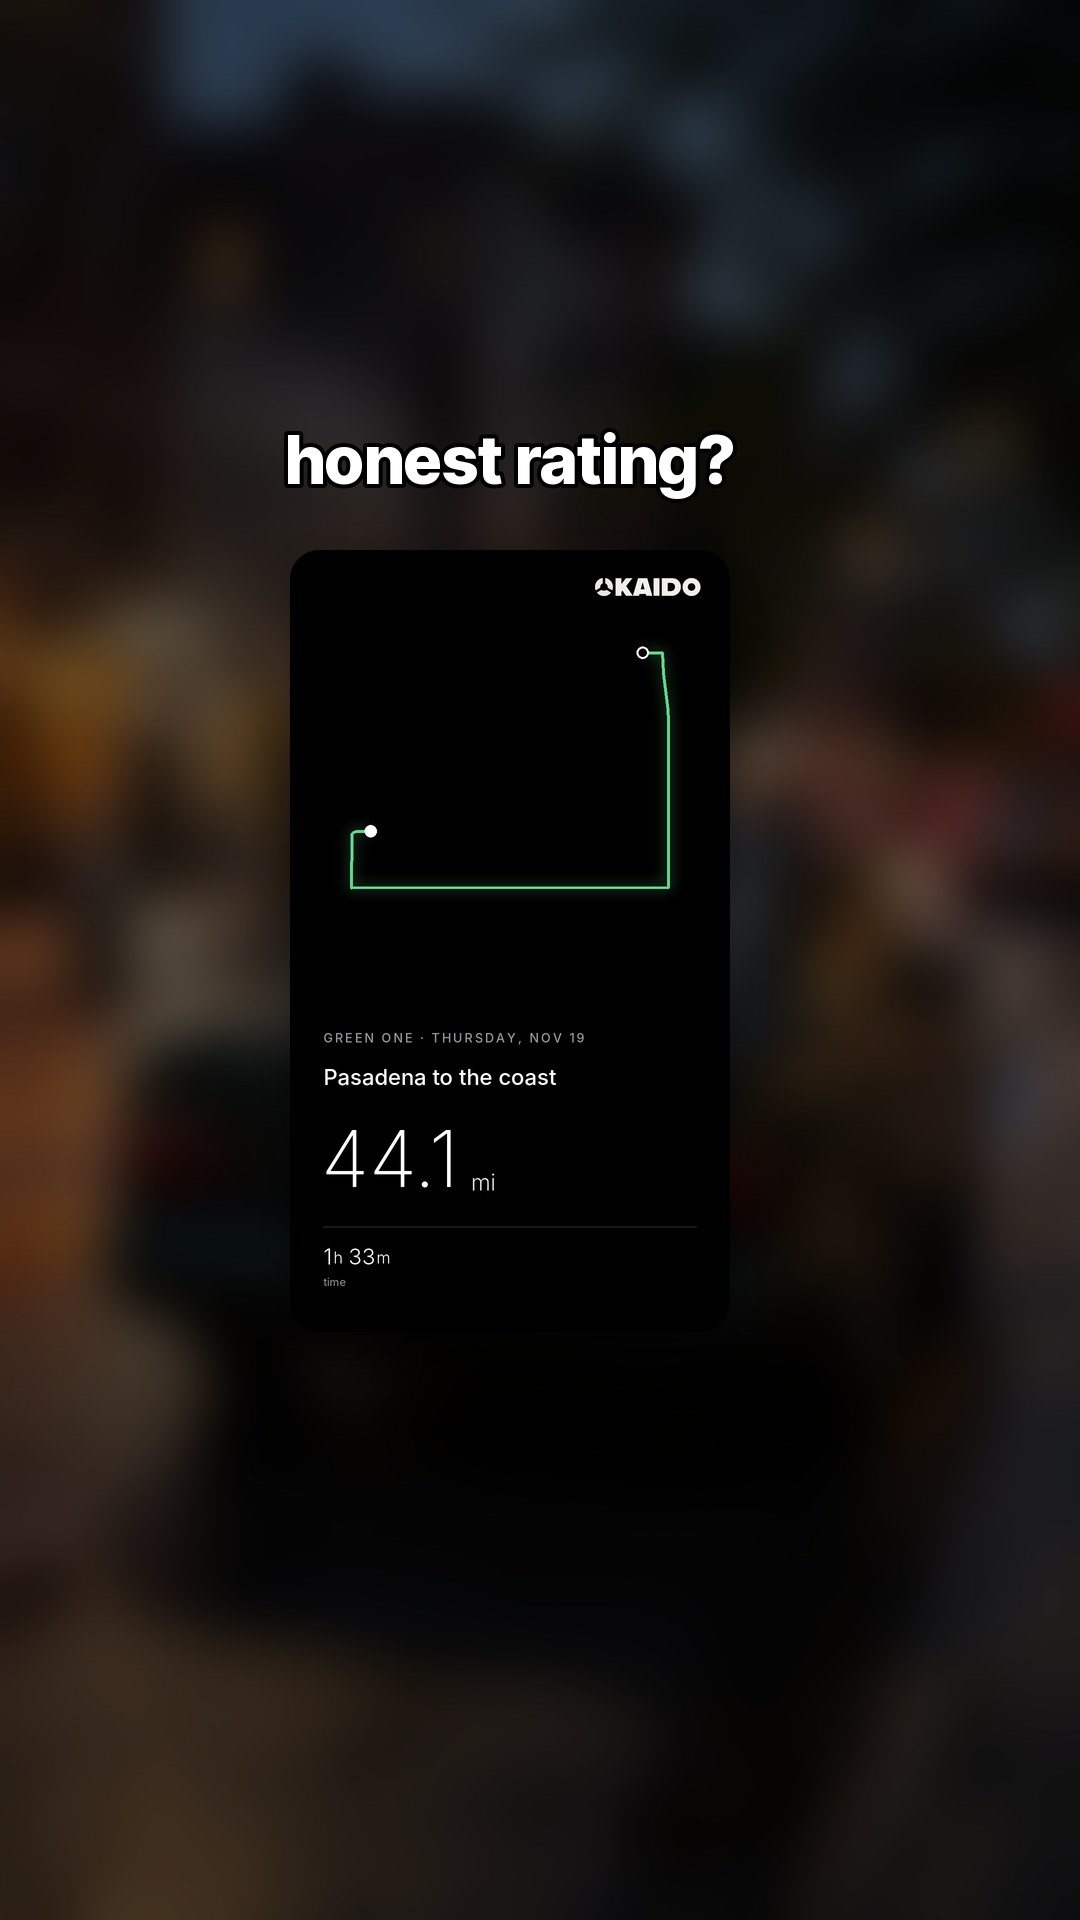 honest rating?
KAIDO
GREEN ONE · THURSDAY, NOV 19
Pasadena to the coast
44.1 mi
1h 33m
time